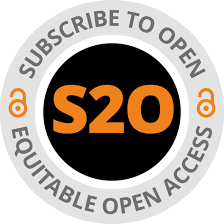 SUBSCRIBE TO OPEN
S2O
EQUITABLE OPEN ACCESS